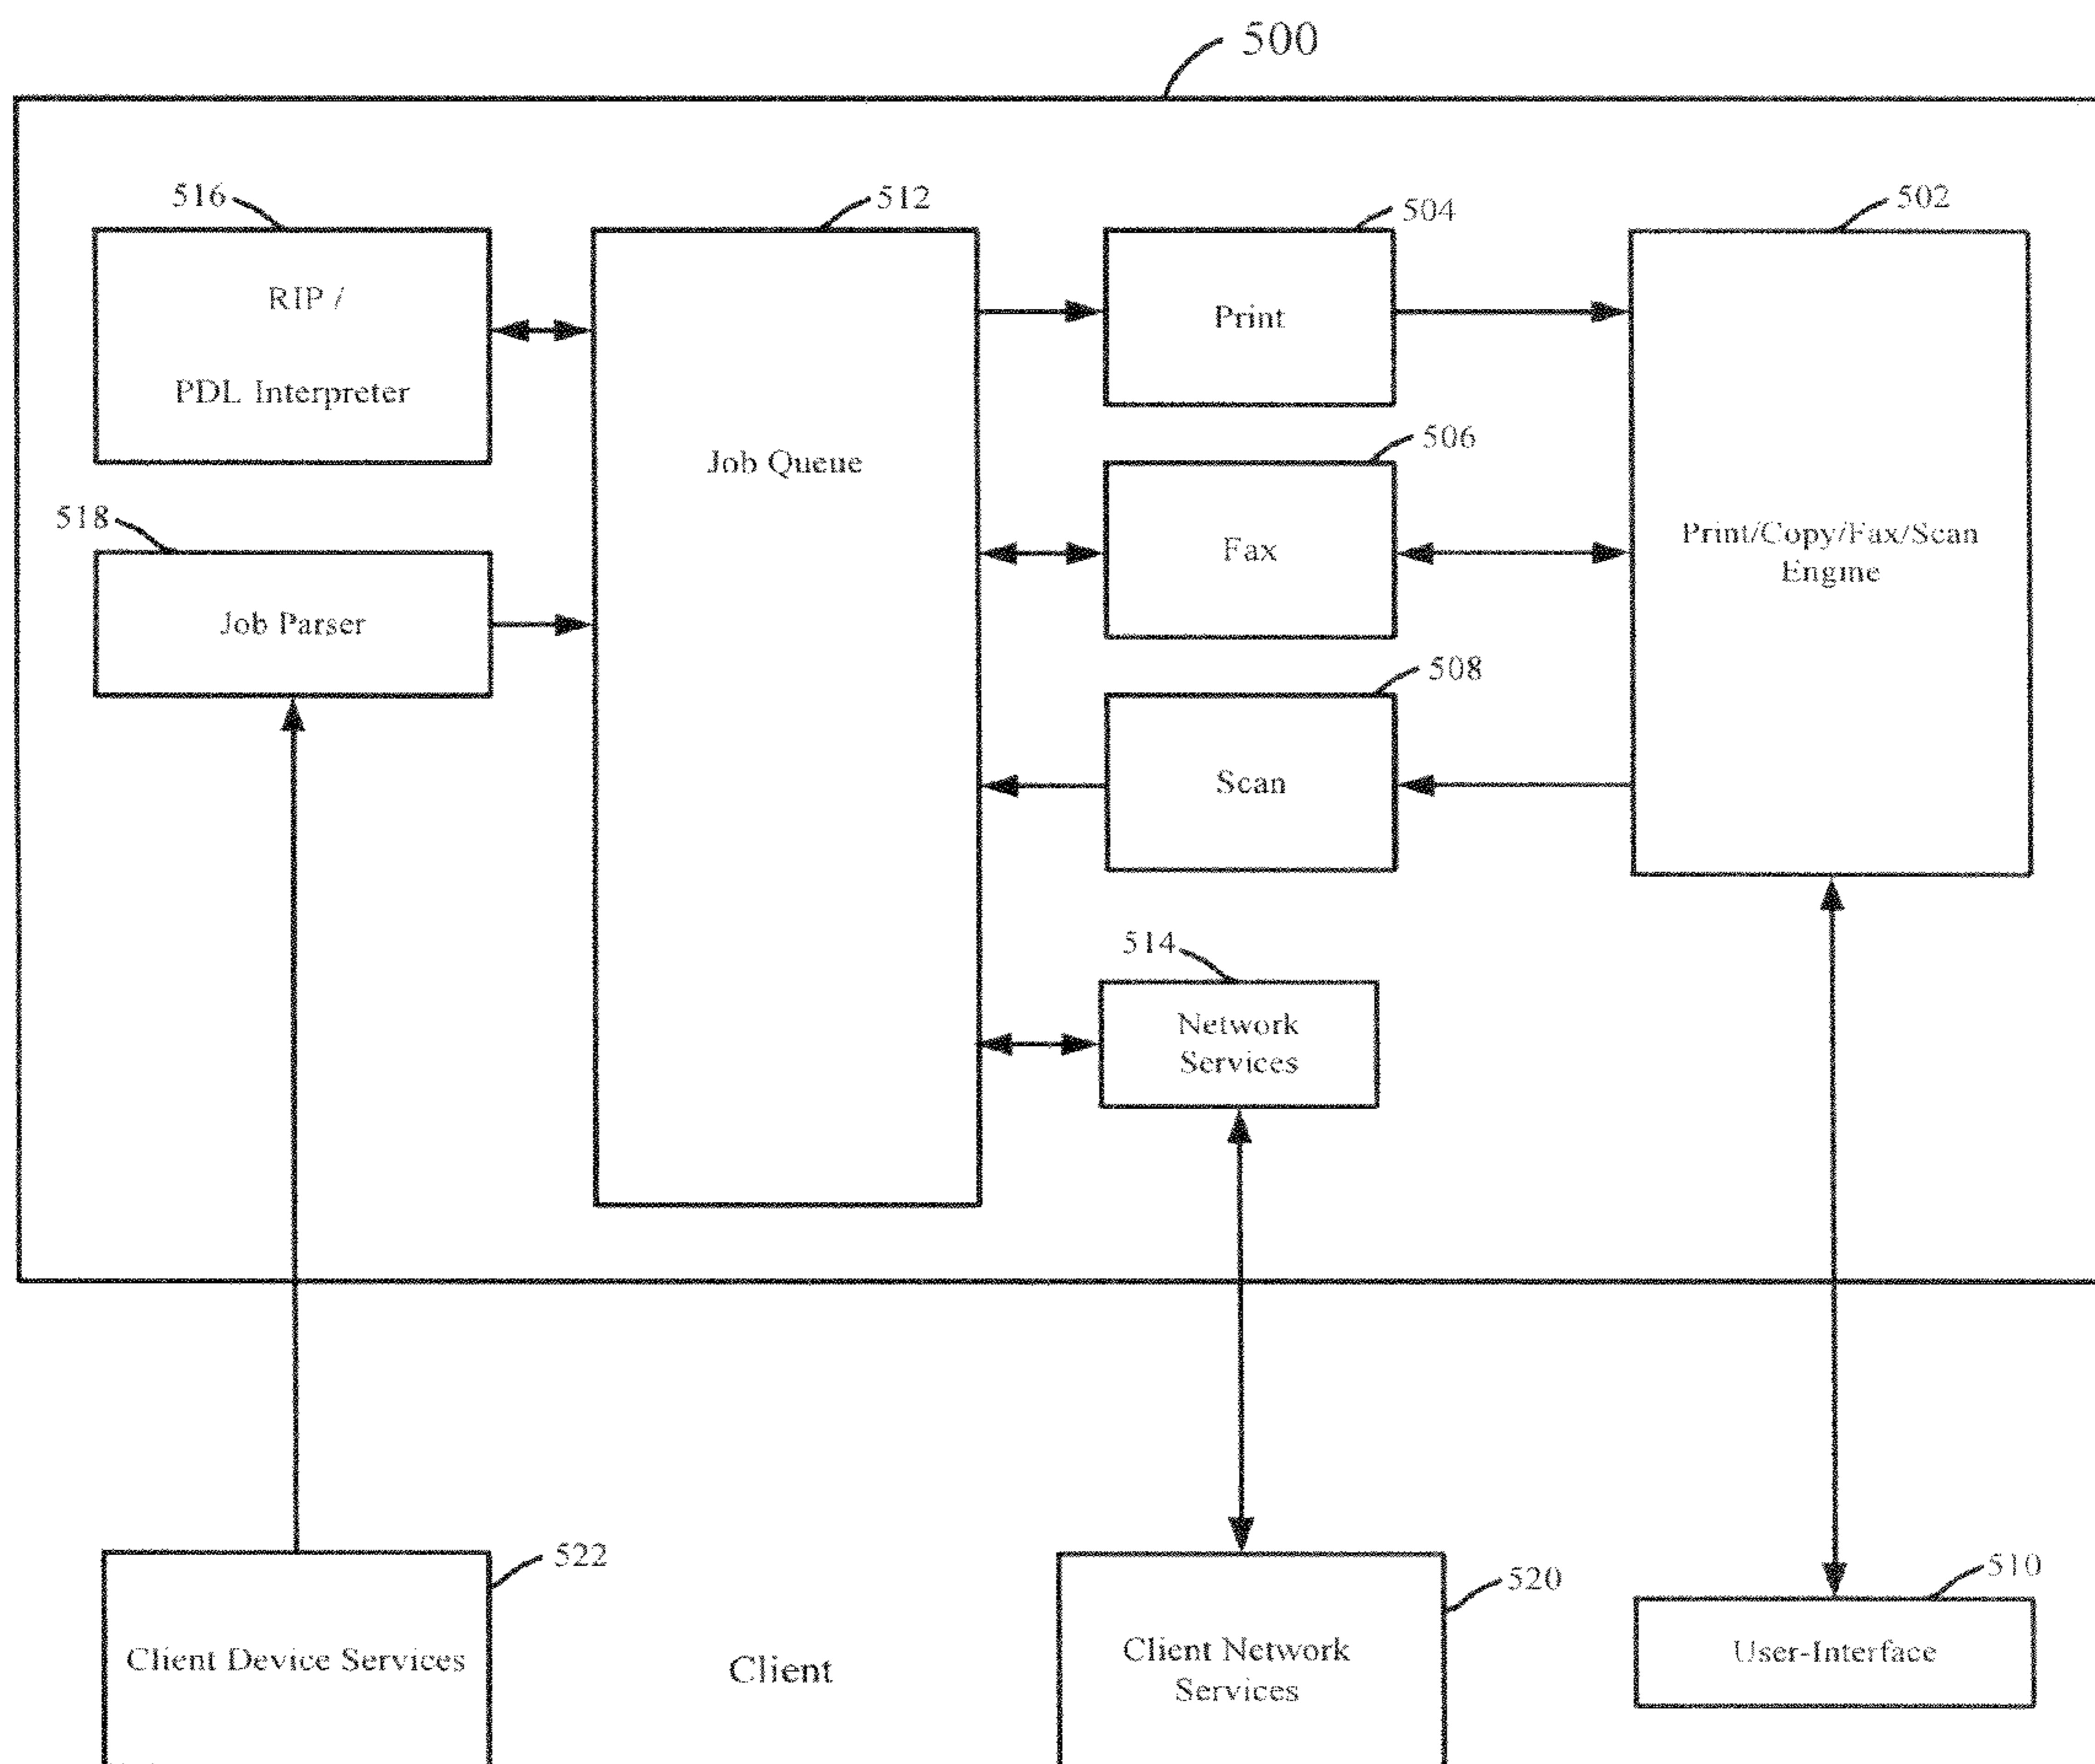 500
516
512
504
502
RIP /
PDL Interpreter
Job Queue
Print
506
Fax
Print/Copy/Fax/Scan
Engine
518
Job Parser
508
Scan
514
Network
Services
522
Client Device Services
Client
520
Client Network
Services
510
User-Interface